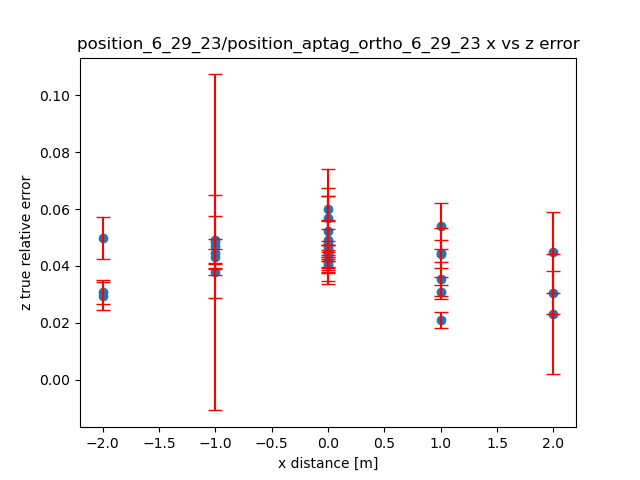 position_6_29_23/position_aptag_ortho_6_29_23 x vs z error
0.10
0.08
0.06
0.04
0.02
0.00
z true relative error
−2.0 −1.5 −1.0 −0.5 0.0 0.5 1.0 1.5 2.0
x distance [m]